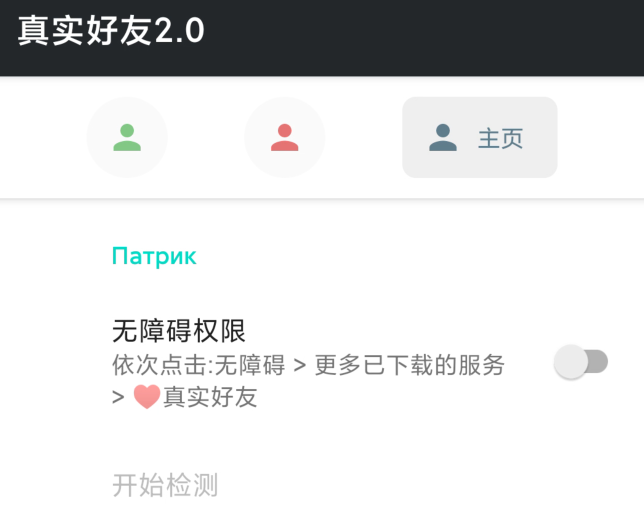 真实好友2.0
主页
Патрик
无障碍权限
依次点击:无障碍 > 更多已下载的服务
> ❤️真实好友
开始检测